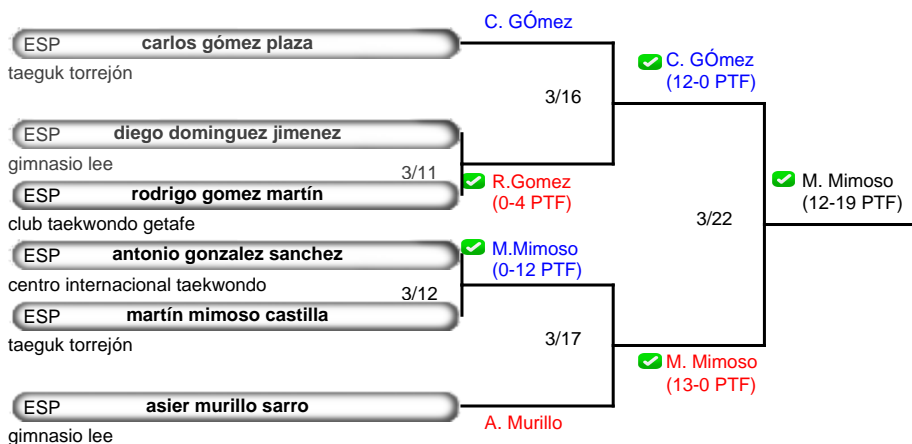 C. GÓmez
ESP carlos gómez plaza
taeguk torrejón
C. GÓmez
(12-0 PTF)
3/16
ESP diego dominguez jimenez
gimnasio lee
3/11
ESP rodrigo gomez martín
R.Gomez
(0-4 PTF)
club taekwondo getafe
M. Mimoso
(12-19 PTF)
3/22
ESP antonio gonzalez sanchez
M.Mimoso
(0-12 PTF)
centro internacional taekwondo
3/12
ESP martín mimoso castilla
taeguk torrejón
3/17
M. Mimoso
(13-0 PTF)
ESP asier murillo sarro
A. Murillo
gimnasio lee